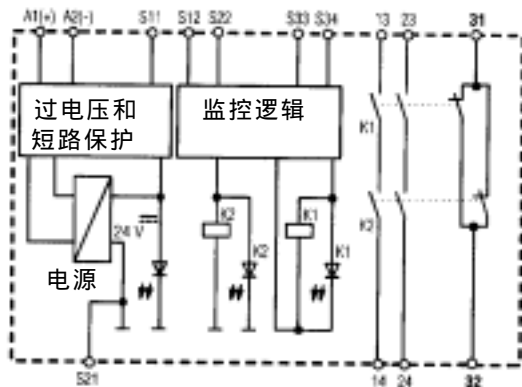 A1(+) A2(-) S11 S12 S22 S33 S34 13 23 31
过电压和
短路保护
监控逻辑
K1
K2 K1 K2
24 V
K2 K1
电源
S21 14 24 32